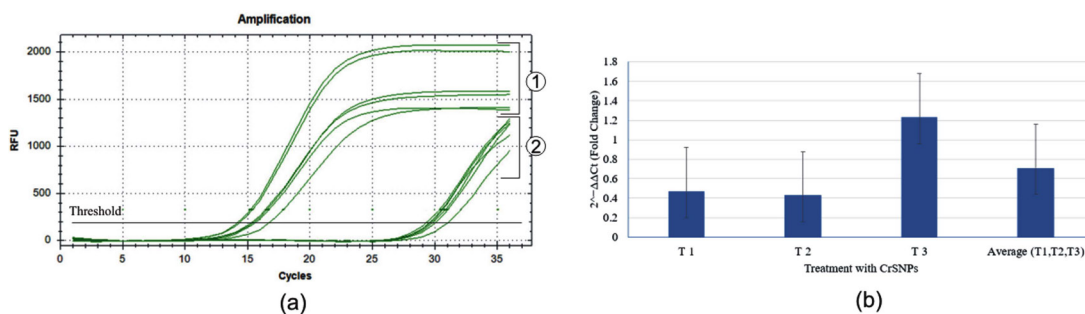 Amplification
2000
1500
1000
500
0
RFU
Threshold
0
5
10
15
20
25
30
35
Cycles
1
2
(a)
1.8
1.6
1.4
1.2
1
0.8
0.6
0.4
0.2
0
2^−ΔΔCt (Fold Change)
T 1
T 2
T 3
Average (T1,T2,T3)
Treatment with CrSNPs
(b)